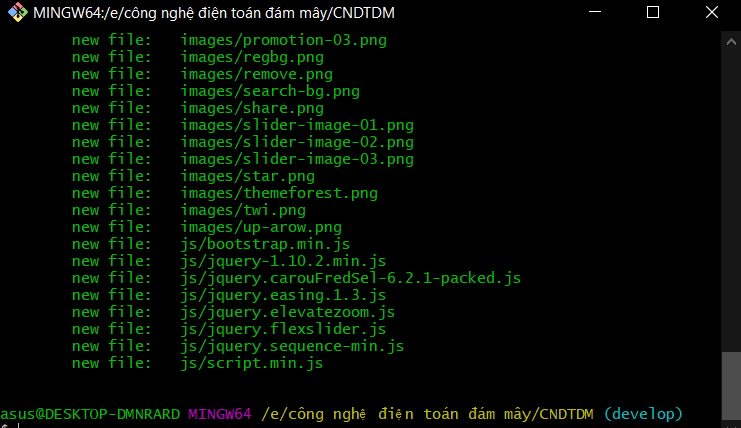 MINGW64:/e/công nghệ điện toán đám mây/CNDTDM
new file: images/promotion-03.png
new file: images/regbg.png
new file: images/remove.png
new file: images/search-bg.png
new file: images/share.png
new file: images/slider-image-01.png
new file: images/slider-image-02.png
new file: images/slider-image-03.png
new file: images/star.png
new file: images/themeforest.png
new file: images/twi.png
new file: images/up-arow.png
new file: js/bootstrap.min.js
new file: js/jquery-1.10.2.min.js
new file: js/jquery.carouFredSel-6.2.1-packed.js
new file: js/jquery.easing.1.3.js
new file: js/jquery.elevatezoom.js
new file: js/jquery.flexslider.js
new file: js/jquery.sequence-min.js
new file: js/script.min.js
asus@DESKTOP-DMNRARD MINGW64 /e/công nghệ điện toán đám mây/CNDTDM (develop)
$